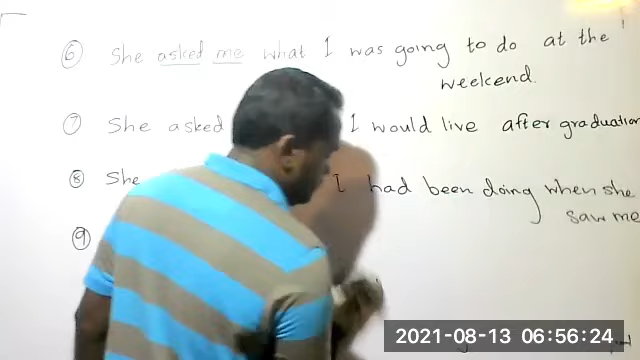 ⑥ She asked me what I was going to do at the
weekend.
⑦ She asked I would live after graduation
⑧ She I had been doing when she
saw me
⑨
2021-08-13 06:56:24